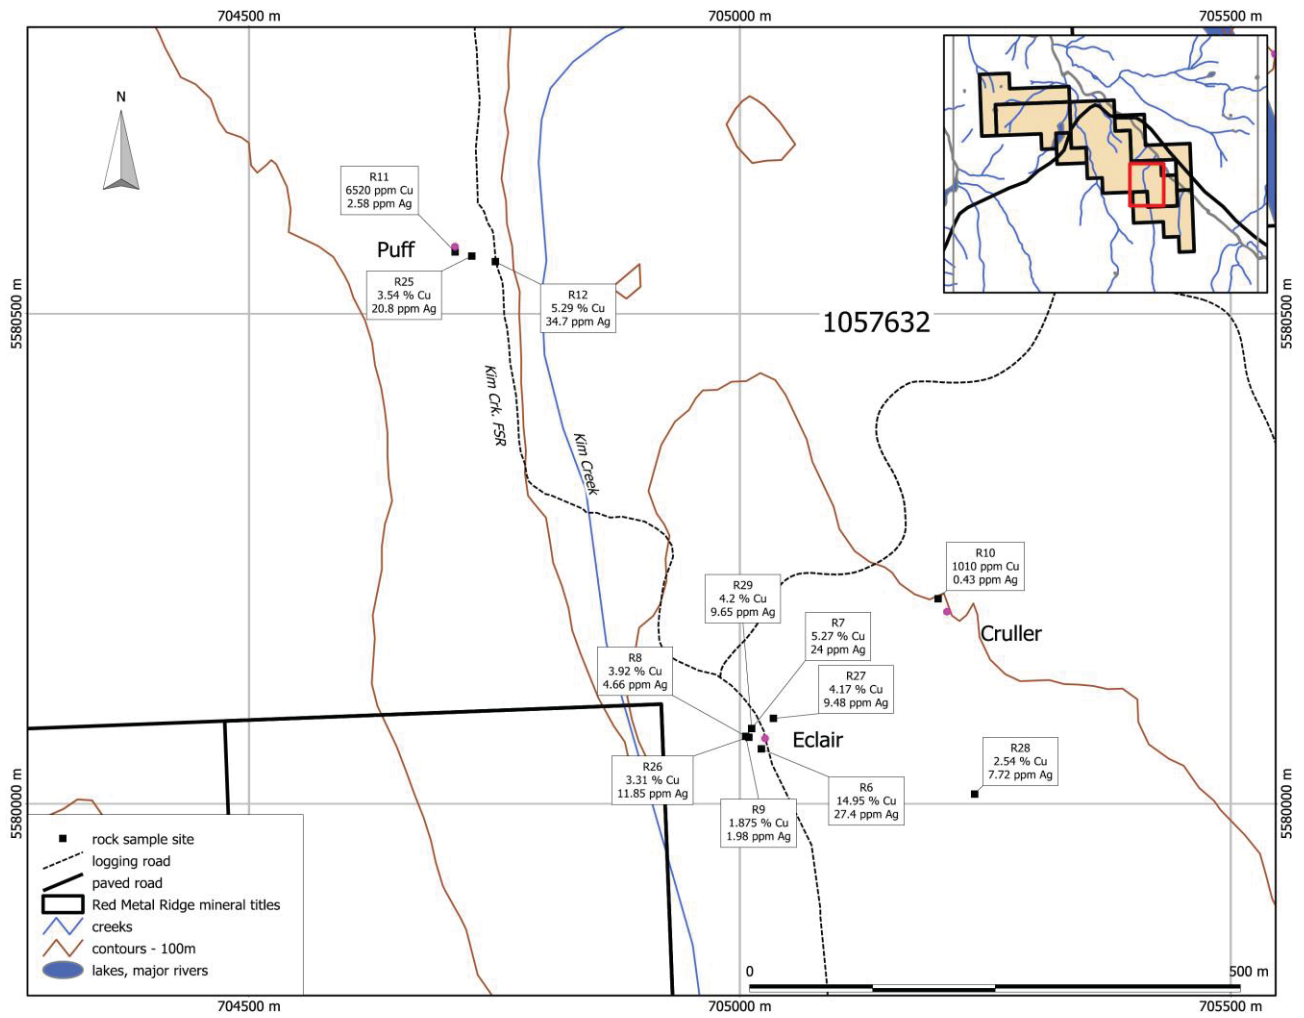 704500 m
705000 m
705500 m
N
R11
6520 ppm Cu
2.58 ppm Ag
Puff
R25
3.54 % Cu
20.8 ppm Ag
R12
5.29 % Cu
34.7 ppm Ag
1057632
5580500 m
5580500 m
Kim Crk. FSR
Kim Creek
R10
1010 ppm Cu
0.43 ppm Ag
Cruller
R29
4.2 % Cu
9.65 ppm Ag
R7
5.27 % Cu
24 ppm Ag
R8
3.92 % Cu
4.66 ppm Ag
R27
4.17 % Cu
9.48 ppm Ag
Eclair
R28
2.54 % Cu
7.72 ppm Ag
R26
3.31 % Cu
11.85 ppm Ag
R6
14.95 % Cu
27.4 ppm Ag
R9
1.875 % Cu
1.98 ppm Ag
5580000 m
5580000 m
rock sample site
logging road
paved road
Red Metal Ridge mineral titles
creeks
contours - 100m
lakes, major rivers
0
500 m
704500 m
705000 m
705500 m